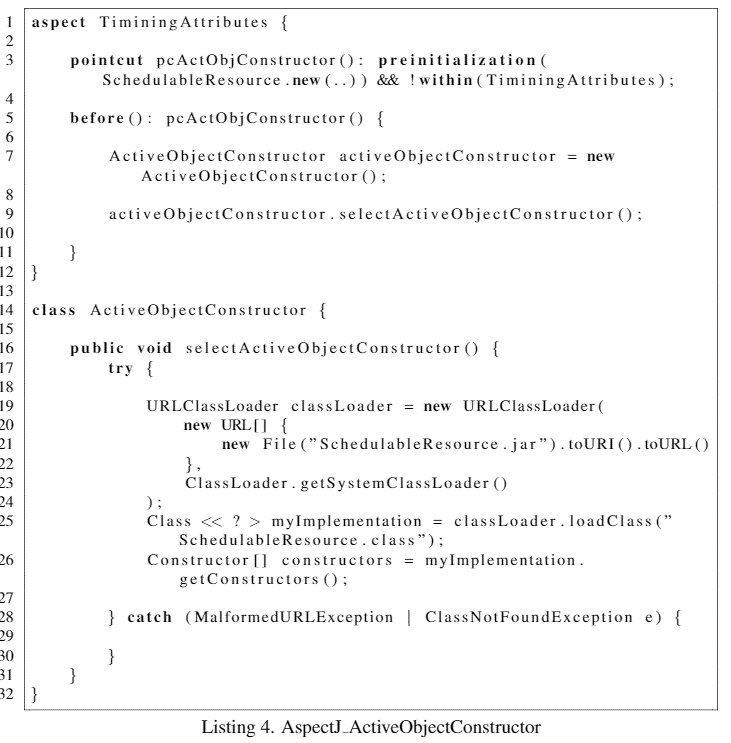 1 aspect TiminingAttributes {
2
3 pointcut pcActObjConstructor(): preinitialization(
SchedulableResource.new(..)) && !within(TiminingAttributes);
4
5 before(): pcActObjConstructor() {
6
7 ActiveObjectConstructor activeObjectConstructor = new
ActiveObjectConstructor();
8
9 activeObjectConstructor.selectActiveObjectConstructor();
10
11 }
12 }
13
14 class ActiveObjectConstructor {
15
16 public void selectActiveObjectConstructor() {
17 try {
18
19 URLClassLoader classLoader = new URLClassLoader(
20 new URL[] {
21 new File("SchedulableResource.jar").toURI().toURL()
22 },
23 ClassLoader.getSystemClassLoader()
24 );
25 Class << ? > myImplementation = classLoader.loadClass("
SchedulableResource.class");
26 Constructor[] constructors = myImplementation.
getConstructors();
27
28 } catch (MalformedURLException | ClassNotFoundException e) {
29
30 }
31 }
32 }
Listing 4. AspectJ_ActiveObjectConstructor